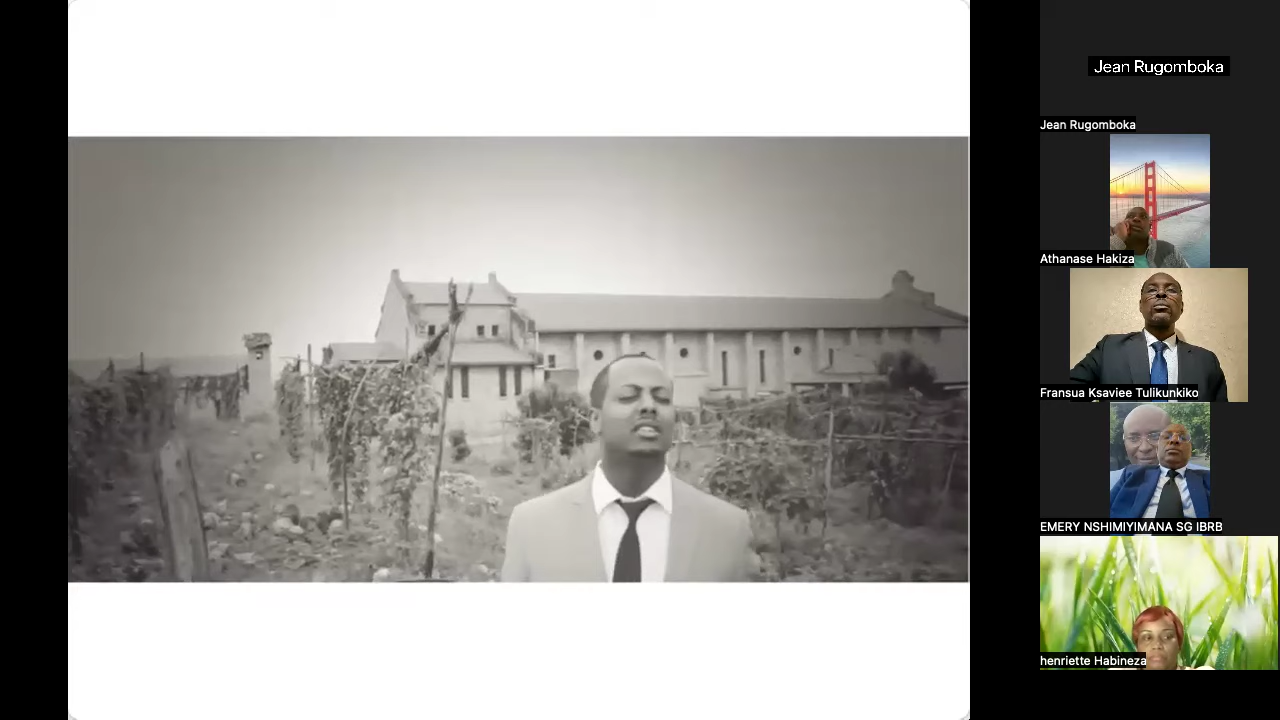 Jean Rugomboka
Jean Rugomboka
Athanase Hakiza
Fransua Ksaviee Tulikunkiko
EMERY NSHIMIYIMANA SG IBRB
henriette Habineza